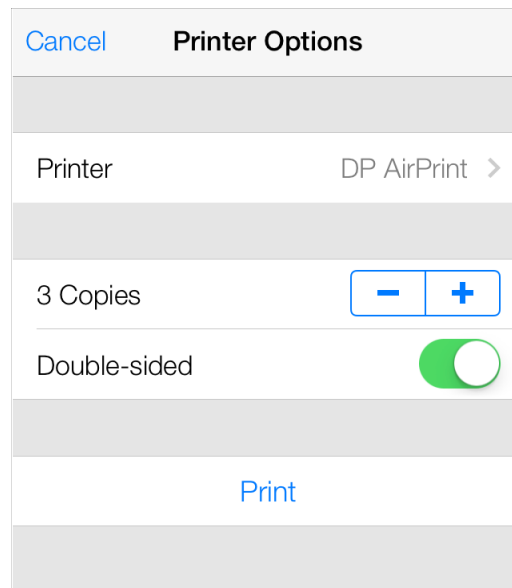 Cancel Printer Options
Printer DP AirPrint
3 Copies
Double-sided
Print